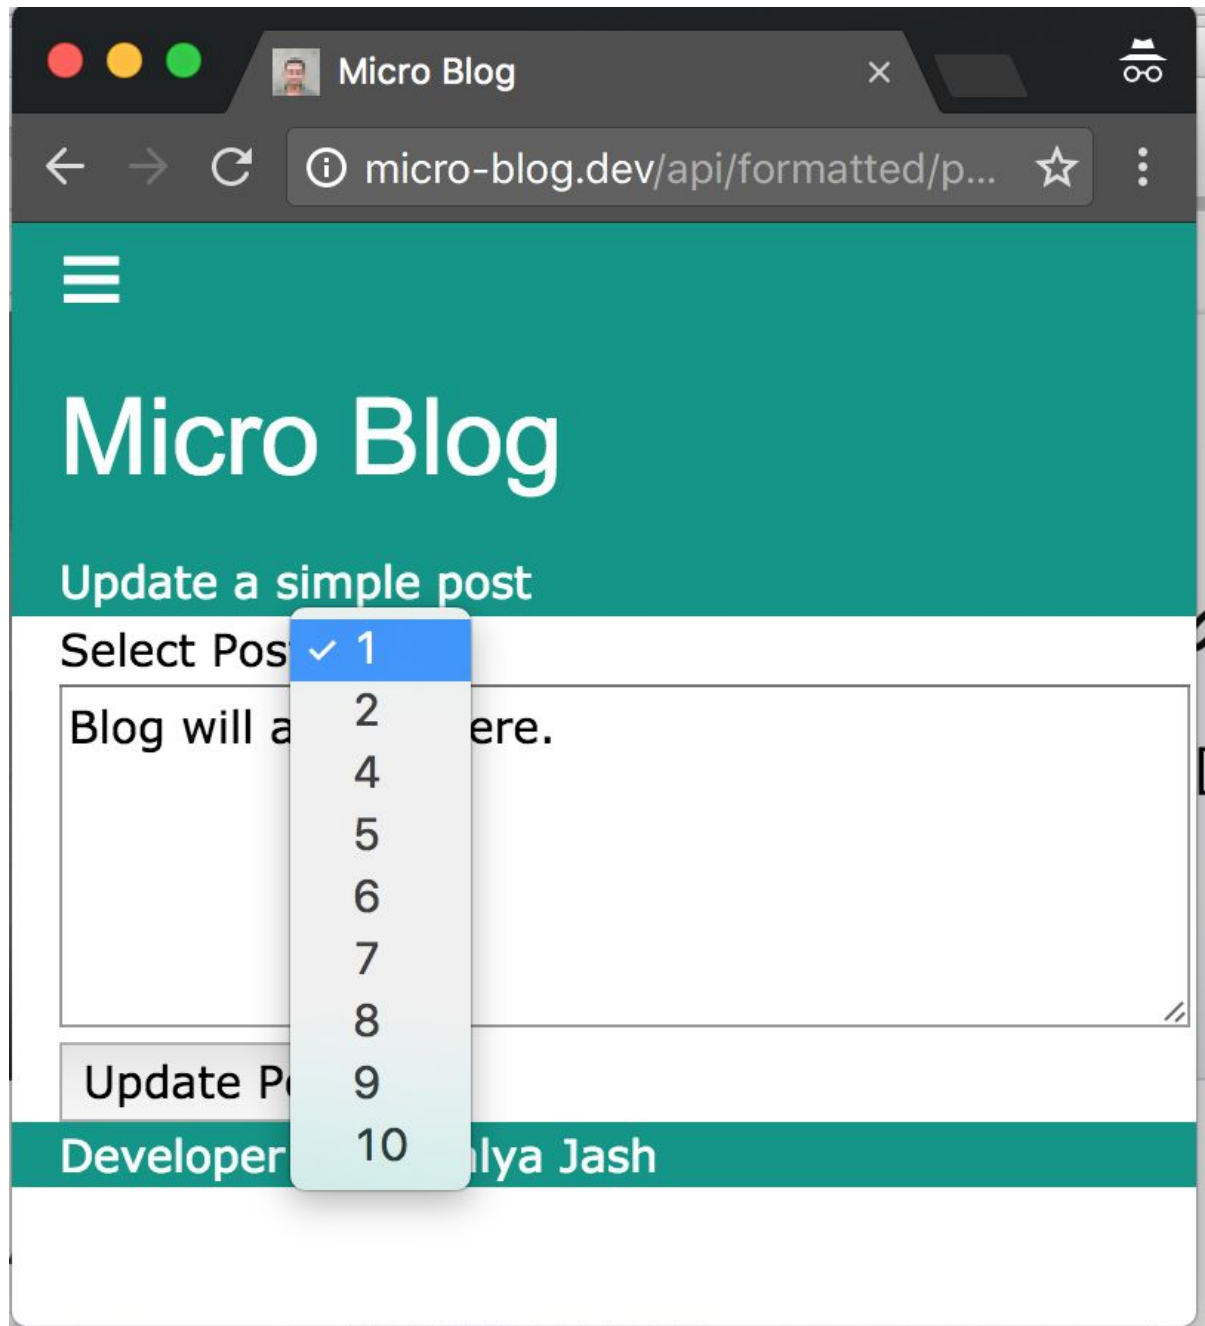 Micro Blog
micro-blog.dev/api/formatted/p...
Micro Blog
Update a simple post
Select Pos
1
Blog will a ere.
2
4
5
6
7
8
Update P
9
Developer lya Jash
10